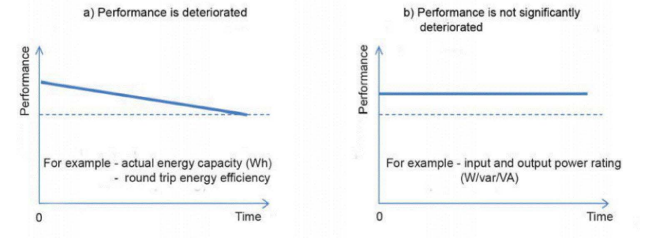 a) Performance is deteriorated
Performance
For example - actual energy capacity (Wh)
- round trip energy efficiency
0
Time
b) Performance is not significantly
deteriorated
Performance
For example - input and output power rating
(W/var/VA)
0
Time